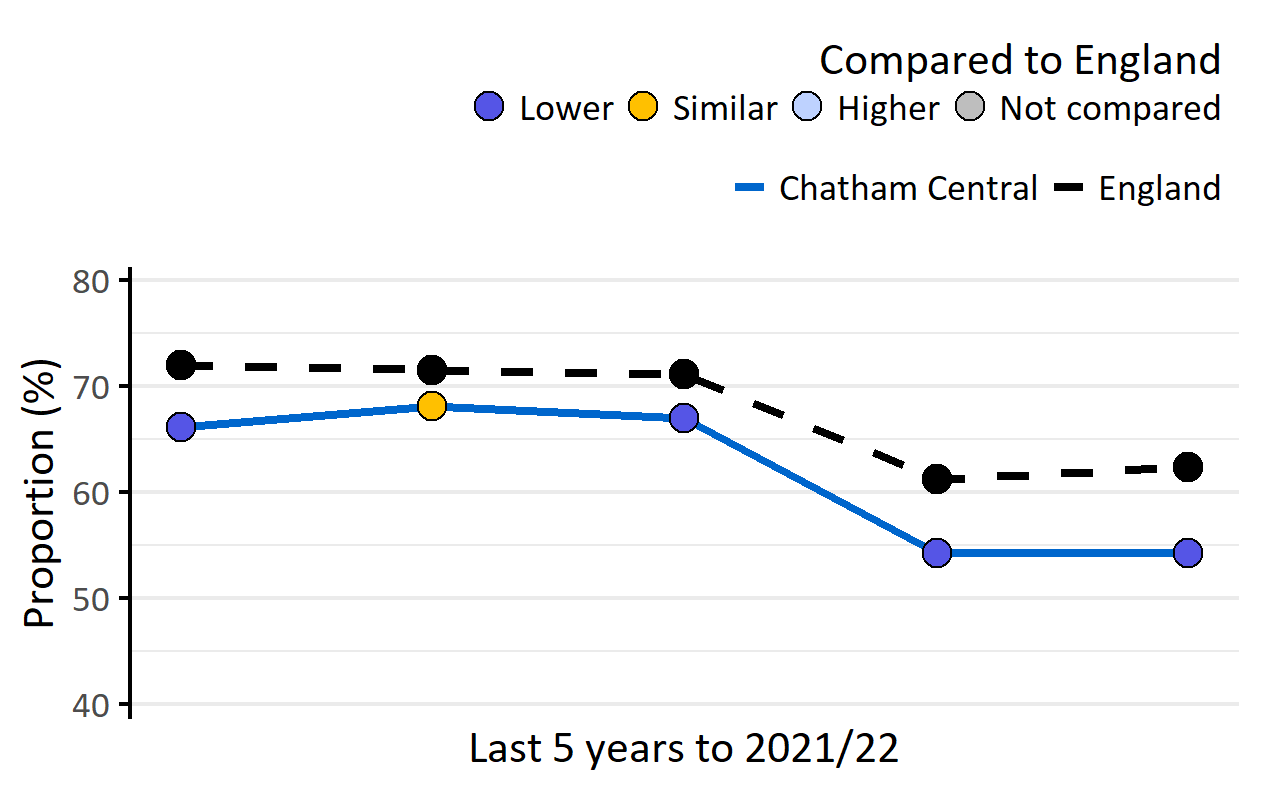 Compared to England
Lower Similar Higher Not compared
Chatham Central England
80
70
60
50
40
Proportion (%)
Last 5 years to 2021/22